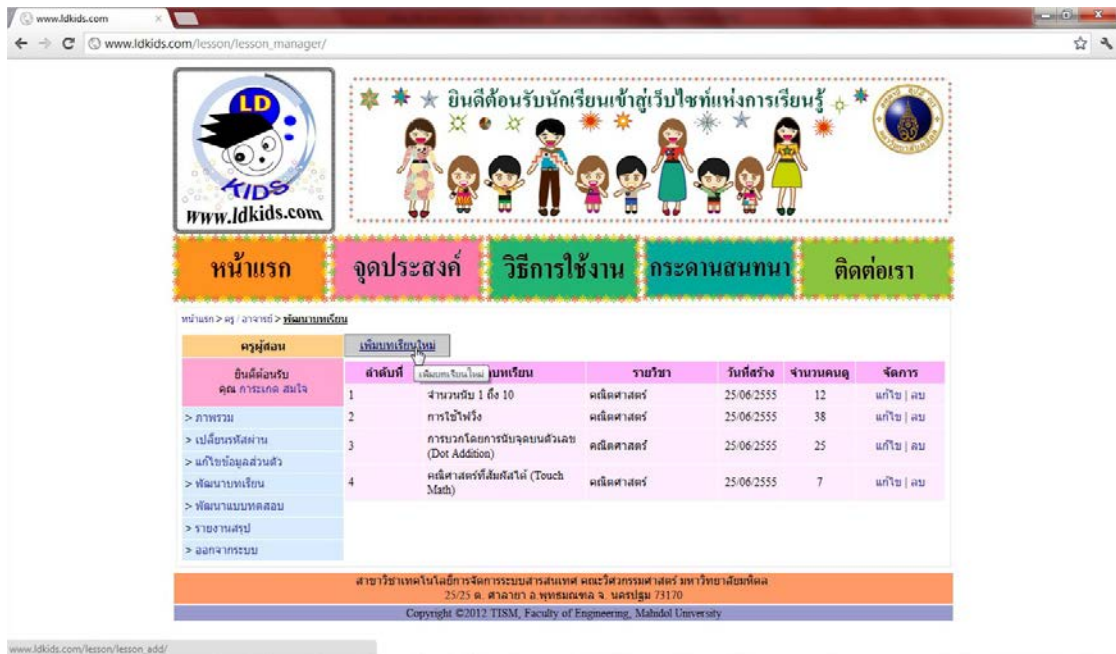 www.ldkids.com
www.ldkids.com/lesson/lesson_manager/
LD
KIDS
www.ldkids.com
ยินดีต้อนรับนักเรียนเข้าสู่เว็บไซท์แห่งการเรียนรู้
หน้าแรก
จุดประสงค์
วิธีการใช้งาน
กระดานสนทนา
ติดต่อเรา
หน้าแรก > ครู / อาจารย์ > พัฒนาบทเรียน
ครูผู้สอน
ยินดีต้อนรับ
คุณ การะเกด สมใจ
> ภาพรวม
> เปลี่ยนรหัสผ่าน
> แก้ไขข้อมูลส่วนตัว
> พัฒนาบทเรียน
> พัฒนาแบบทดสอบ
> รายงานสรุป
> ออกจากระบบ
เพิ่มบทเรียนใหม่
เพิ่มบทเรียนใหม่
ลำดับที่ บทเรียน รายวิชา วันที่สร้าง จำนวนคนดู จัดการ
1 จำนวนนับ 1 ถึง 10 คณิตศาสตร์ 25/06/2555 12 แก้ไข | ลบ
2 การใช้ไฟวิ่ง คณิตศาสตร์ 25/06/2555 38 แก้ไข | ลบ
3 การบวกโดยการนับจุดบนตัวเลข (Dot Addition) คณิตศาสตร์ 25/06/2555 25 แก้ไข | ลบ
4 คณิศาสตร์ที่สัมผัสได้ (Touch Math) คณิตศาสตร์ 25/06/2555 7 แก้ไข | ลบ
สาขาวิชาเทคโนโลยีการจัดการระบบสารสนเทศ คณะวิศวกรรมศาสตร์ มหาวิทยาลัยมหิดล
25/25 ต. ศาลายา อ.พุทธมณฑล จ. นครปฐม 73170
Copyright ©2012 TISM, Faculty of Engineering, Mahidol University
www.ldkids.com/lesson/lesson_add/